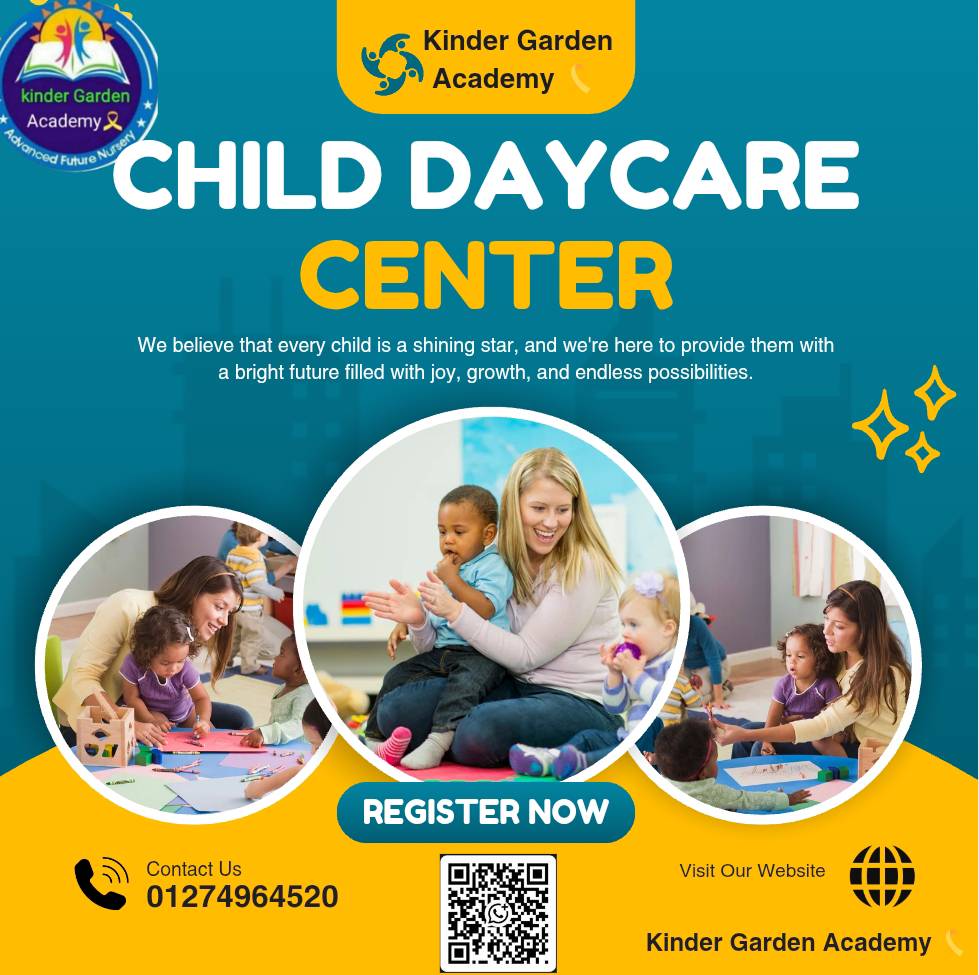 kinder Garden
Academy🎗️
Advanced Future Nursery
Kinder Garden
Academy
CHILD DAYCARE
CENTER
We believe that every child is a shining star, and we're here to provide them with
a bright future filled with joy, growth, and endless possibilities.
REGISTER NOW
Contact Us
01274964520
Visit Our Website
Kinder Garden Academy